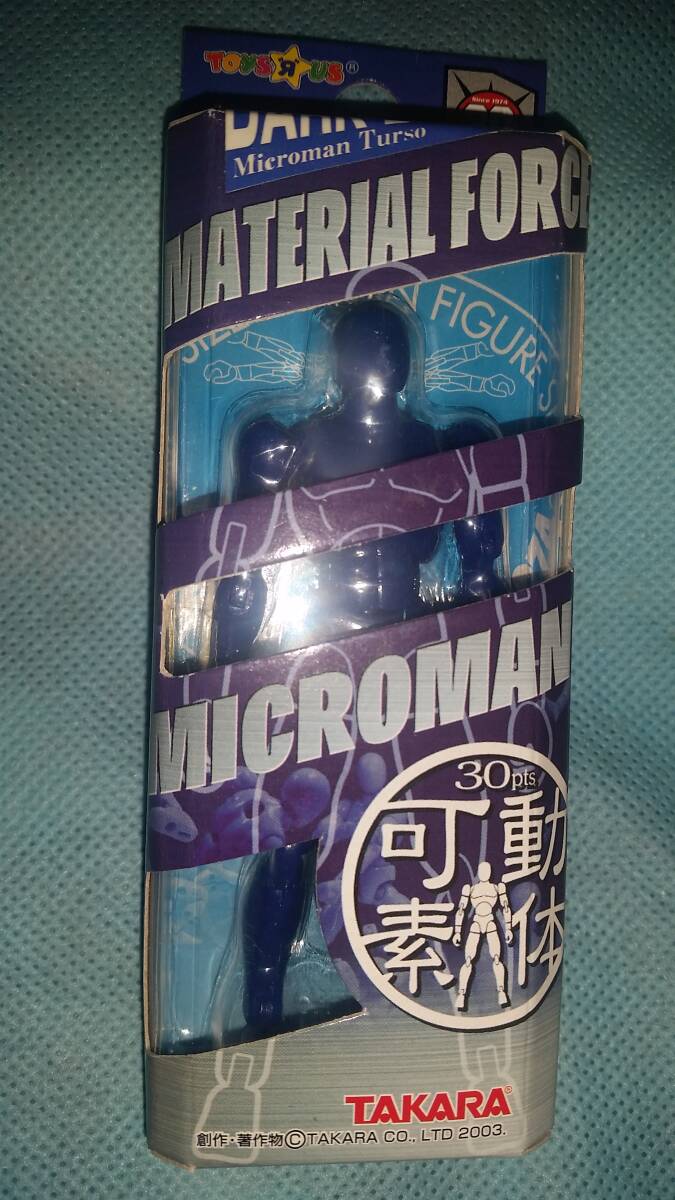 TOYS"R"US®
Since 1974
Microman Turso
MATERIAL FORCE
FIGURE S
MICROMAN
30pts
可動
素体
TAKARA®
創作・著作物©TAKARA CO., LTD 2003.